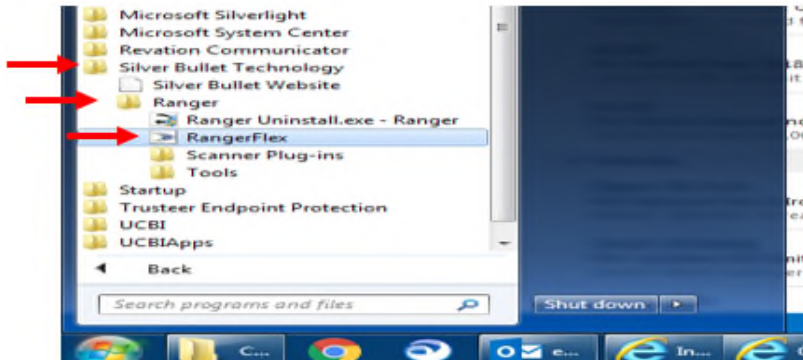 Microsoft Silverlight
Microsoft System Center
Revation Communicator
Silver Bullet Technology
Silver Bullet Website
Ranger
Ranger Uninstall.exe - Ranger
RangerFlex
Scanner Plug-ins
Tools
Startup
Trusteer Endpoint Protection
UCBI
UCBIApps
Back
Search programs and files
Shut down
C...
e...
In...